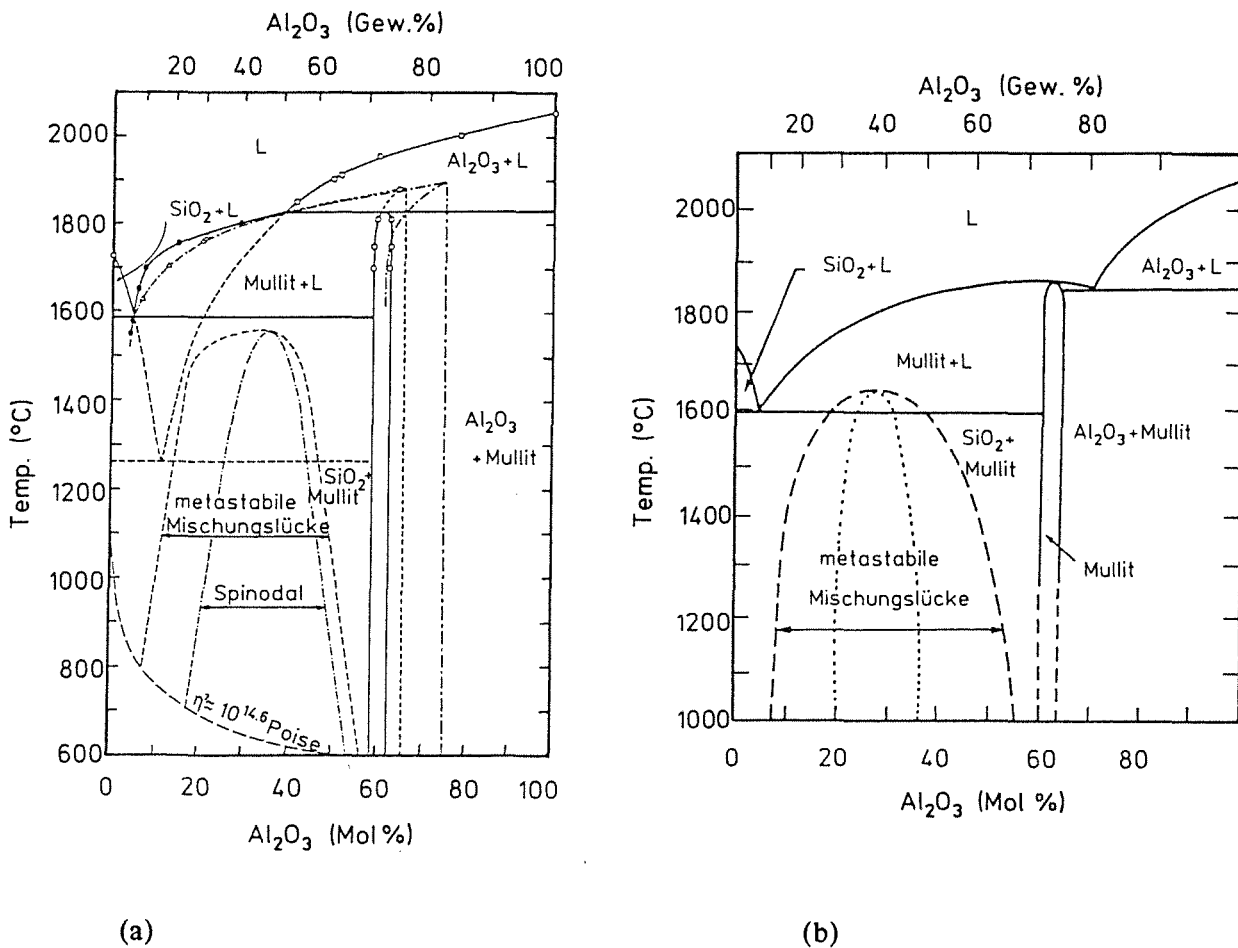 Al₂O₃ (Gew.%)
20 40 60 80 100
2000
1800
1600
1400
1200
1000
800
600
Temp. (°C)
L
Al₂O₃+L
SiO₂+L
Mullit+L
Al₂O₃
+Mullit
SiO₂+
Mullit
metastabile
Mischungslücke
Spinodal
η≈10^14.6 Poise
0 20 40 60 80 100
Al₂O₃ (Mol%)
(a)
Al₂O₃ (Gew. %)
20 40 60 80
2000
1800
1600
1400
1200
1000
Temp. (°C)
L
SiO₂+L
Al₂O₃+L
Mullit+L
SiO₂+
Mullit
Al₂O₃+Mullit
Mullit
metastabile
Mischungslücke
0 20 40 60 80
Al₂O₃ (Mol %)
(b)